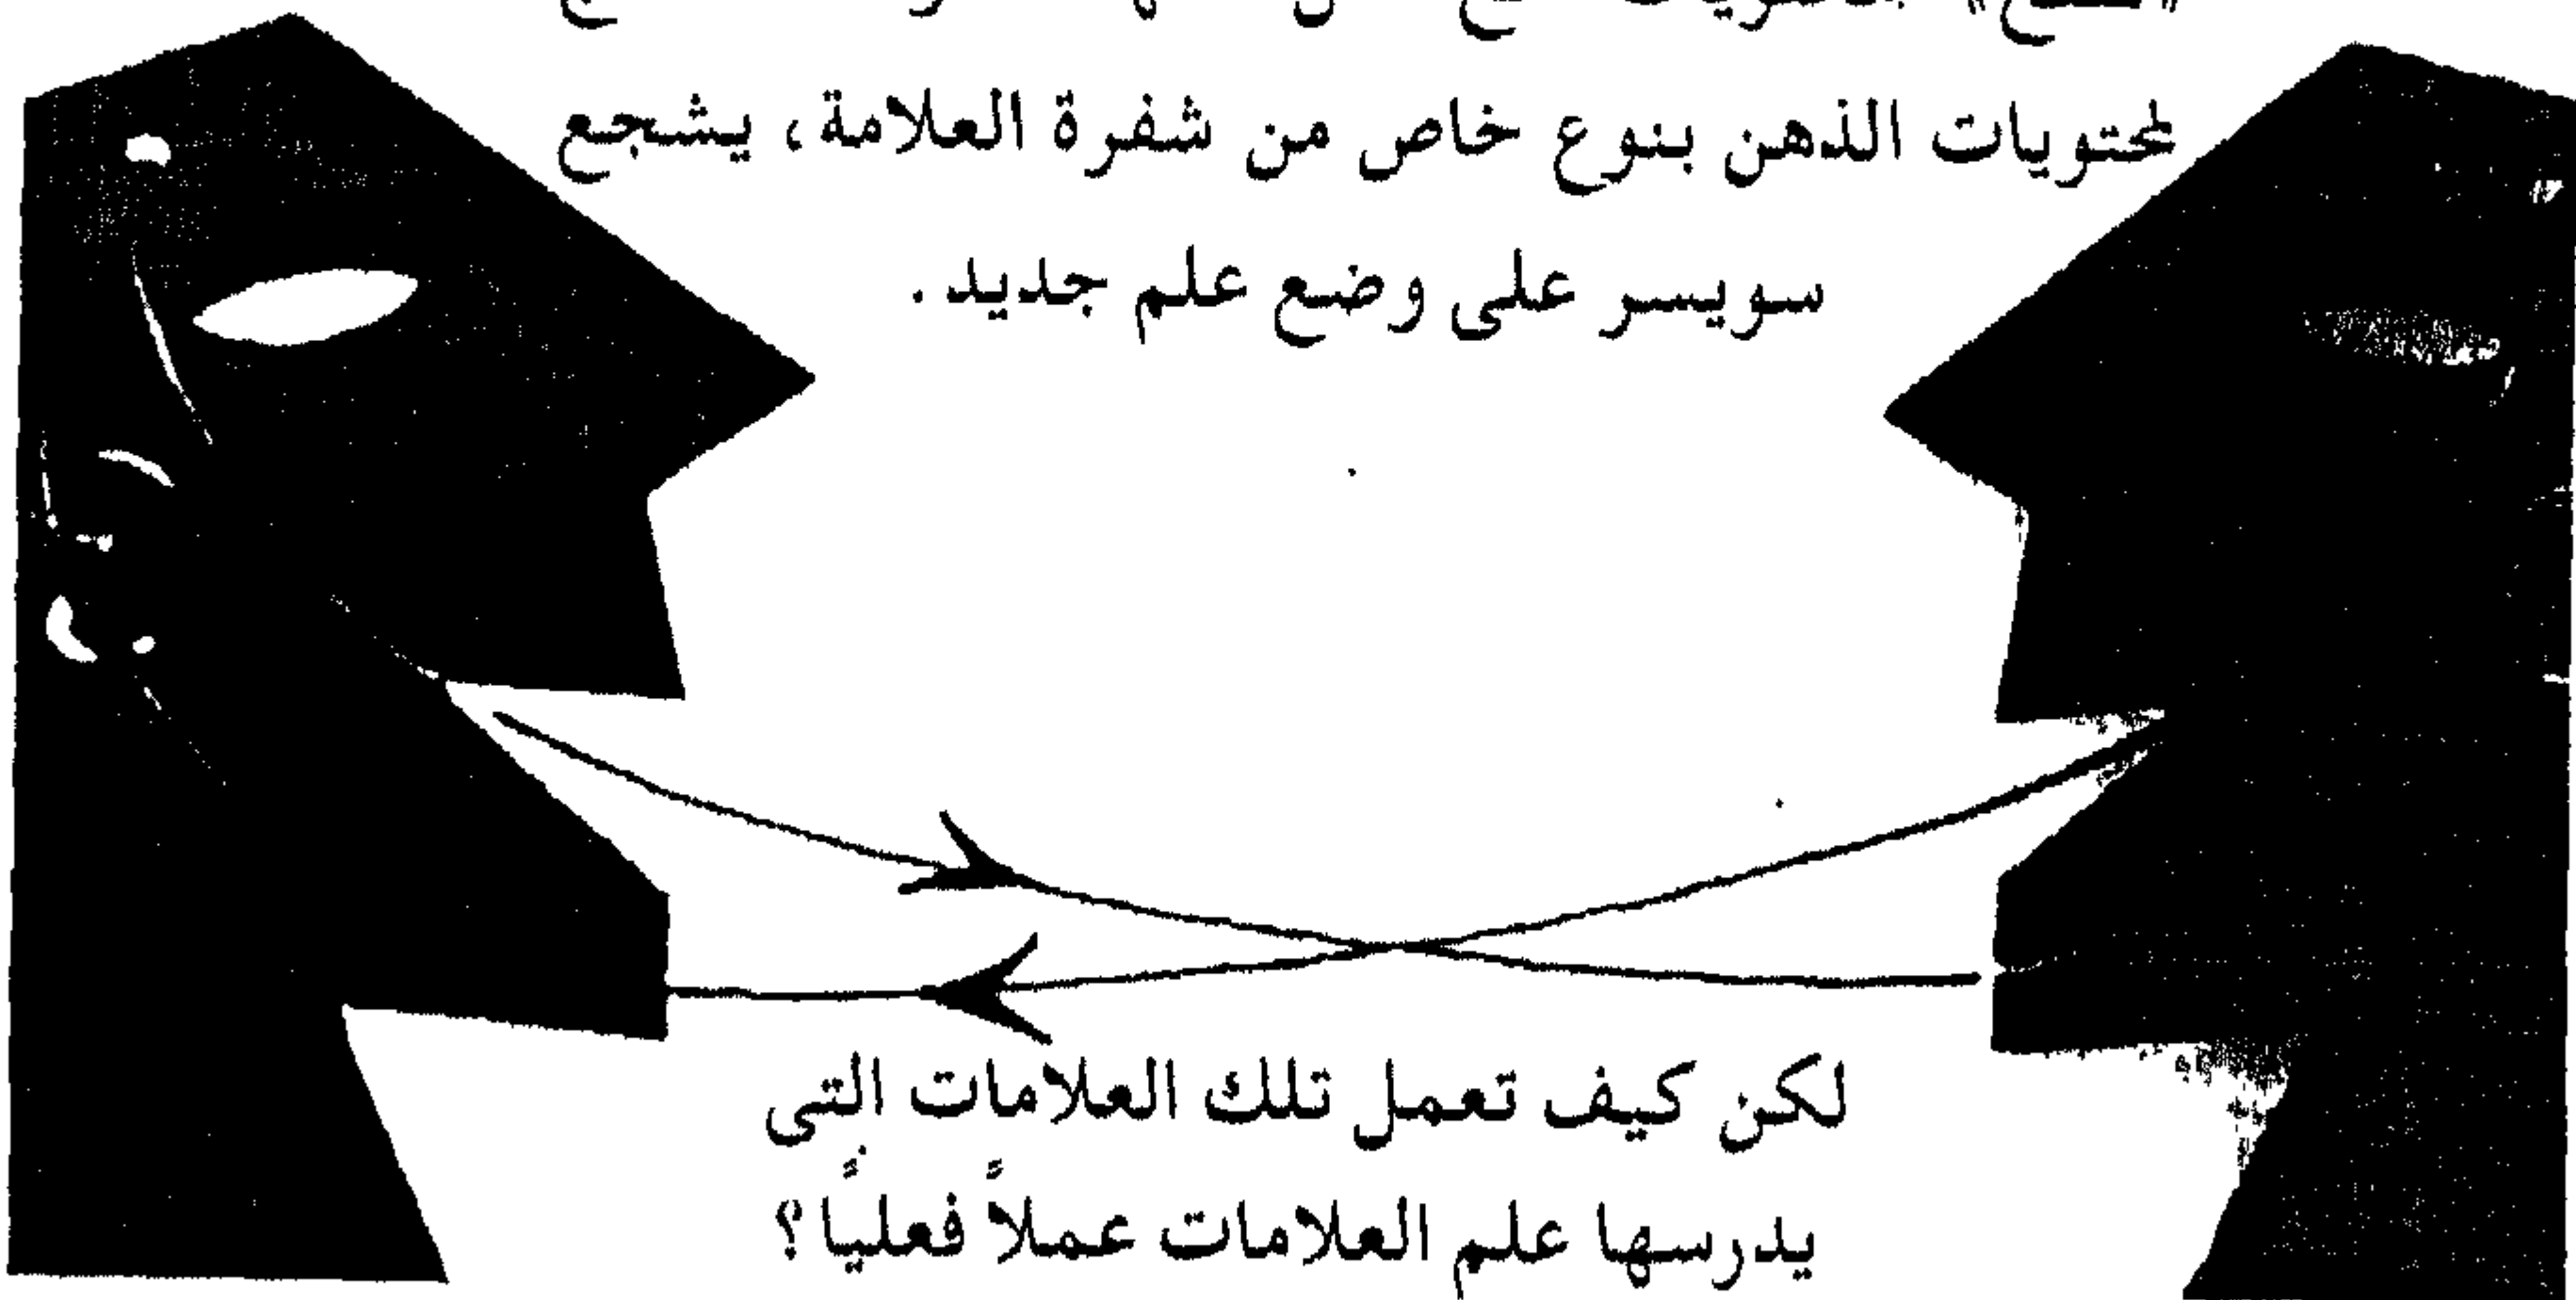 لمحتويات الذهن بنوع خاص من شفرة العلامة، يشجع
سويسر على وضع علم جديد.
لكن كيف تعمل تلك العلامات التى
يدرسها علم العلامات عملاً فعليًا؟